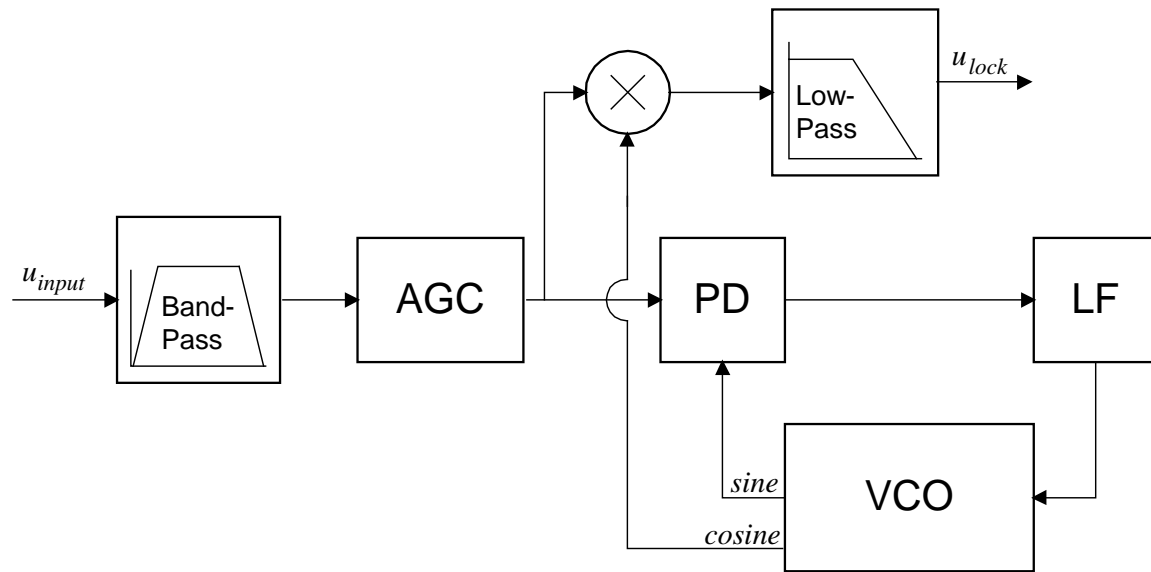 u_lock
Low-
Pass
u_input
Band-
Pass
AGC
PD
LF
sine
VCO
cosine